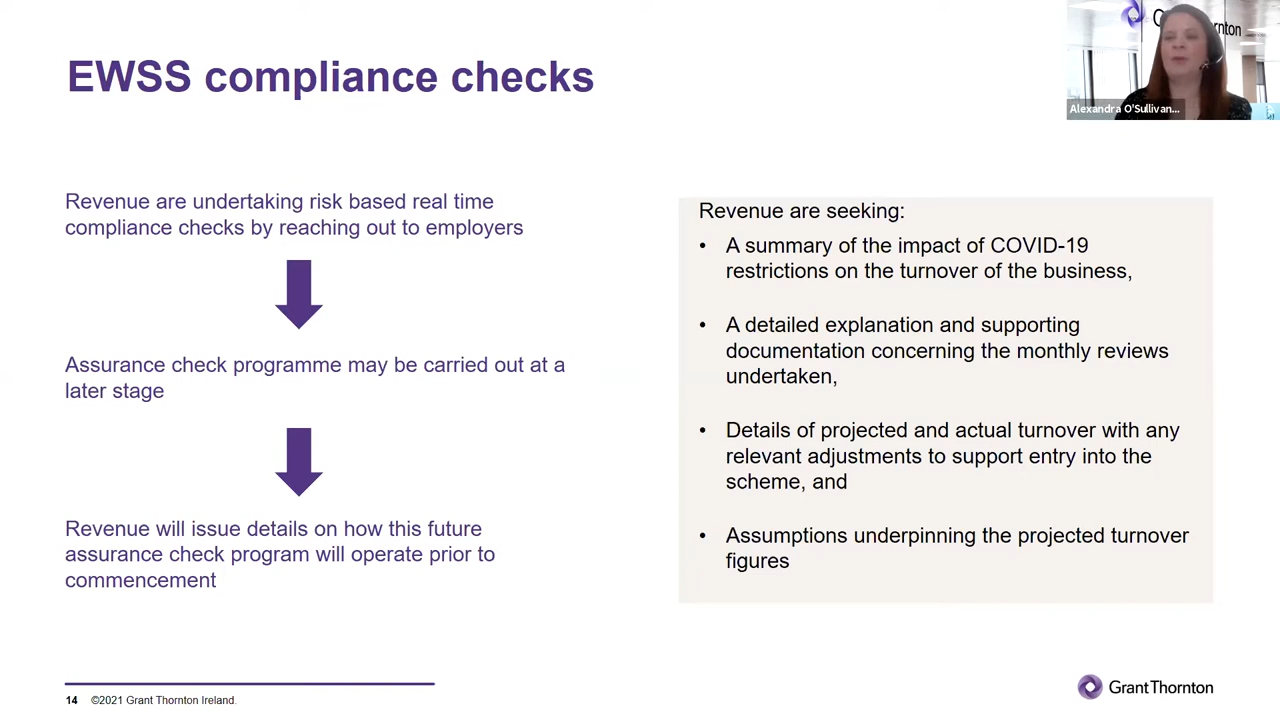 EWSS compliance checks
Alexandra O'Sullivan...
Revenue are undertaking risk based real time
compliance checks by reaching out to employers
Assurance check programme may be carried out at a
later stage
Revenue will issue details on how this future
assurance check program will operate prior to
commencement
Revenue are seeking:
• A summary of the impact of COVID-19
restrictions on the turnover of the business,
• A detailed explanation and supporting
documentation concerning the monthly reviews
undertaken,
• Details of projected and actual turnover with any
relevant adjustments to support entry into the
scheme, and
• Assumptions underpinning the projected turnover
figures
14 ©2021 Grant Thornton Ireland.
Grant Thornton